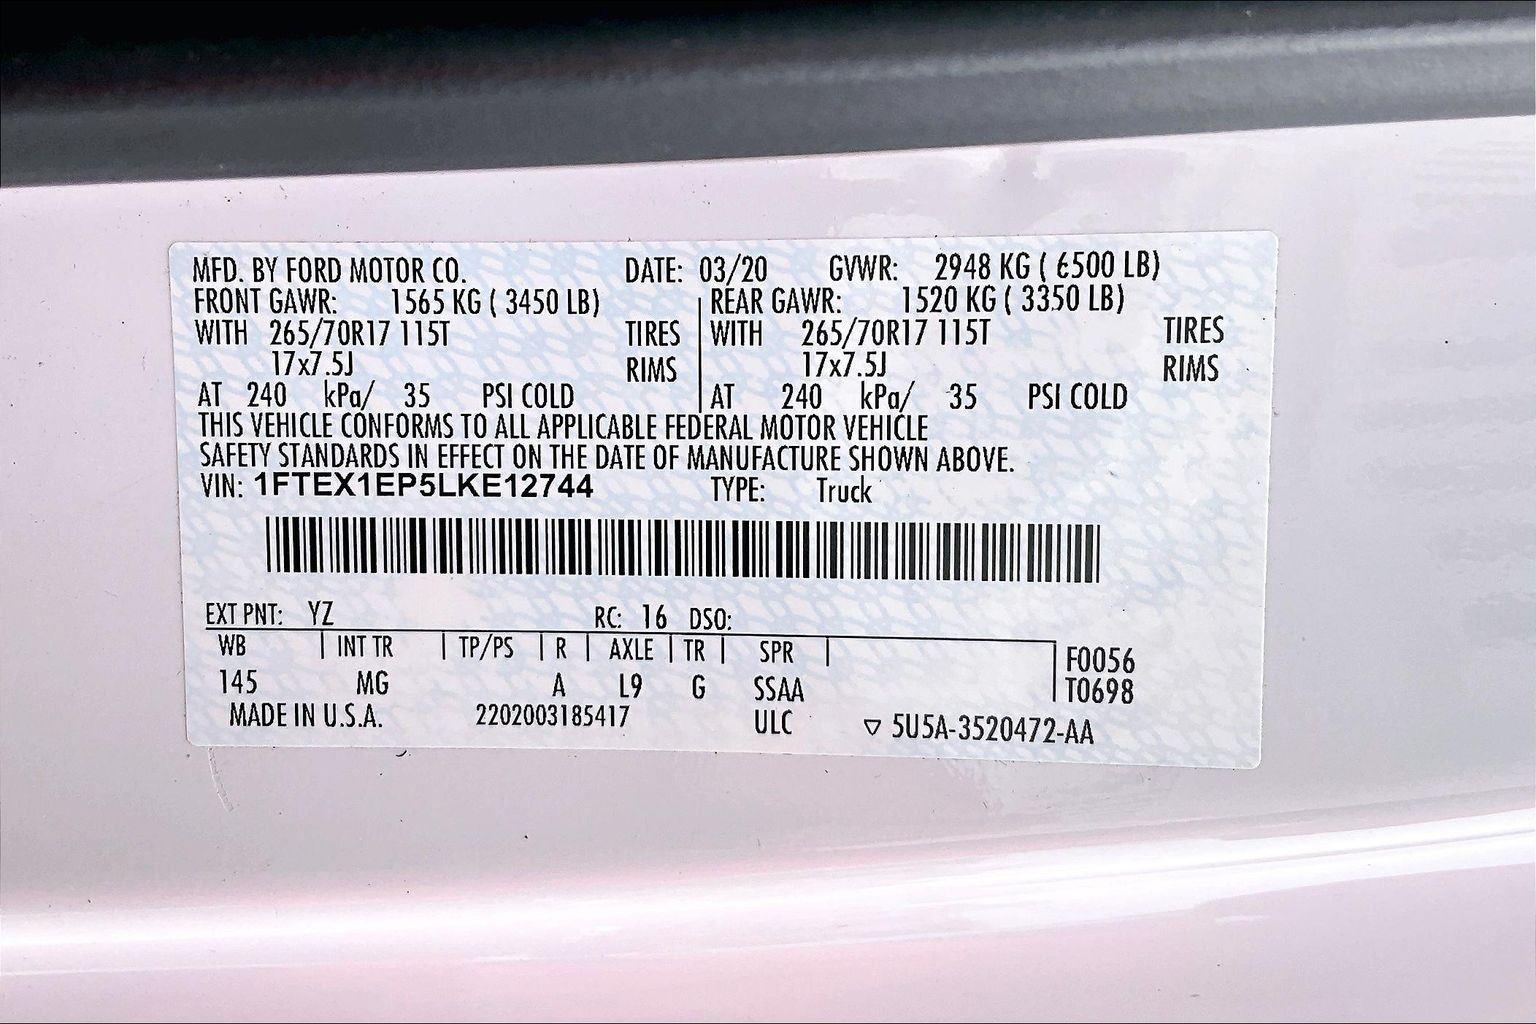 MFD. BY FORD MOTOR CO. DATE: 03/20 GVWR: 2948 KG ( 6500 LB)
FRONT GAWR: 1565 KG ( 3450 LB) REAR GAWR: 1520 KG ( 3350 LB)
WITH 265/70R17 115T TIRES WITH 265/70R17 115T TIRES
17x7.5J RIMS 17x7.5J RIMS
AT 240 kPa/ 35 PSI COLD AT 240 kPa/ 35 PSI COLD
THIS VEHICLE CONFORMS TO ALL APPLICABLE FEDERAL MOTOR VEHICLE
SAFETY STANDARDS IN EFFECT ON THE DATE OF MANUFACTURE SHOWN ABOVE.
VIN: 1FTEX1EP5LKE12744 TYPE: Truck
EXT PNT: YZ RC: 16 DSO:
WB INT TR TP/PS R AXLE TR SPR F0056
145 MG A L9 G SSAA T0698
MADE IN U.S.A. 2202003185417 ULC ▽ 5U5A-3520472-AA